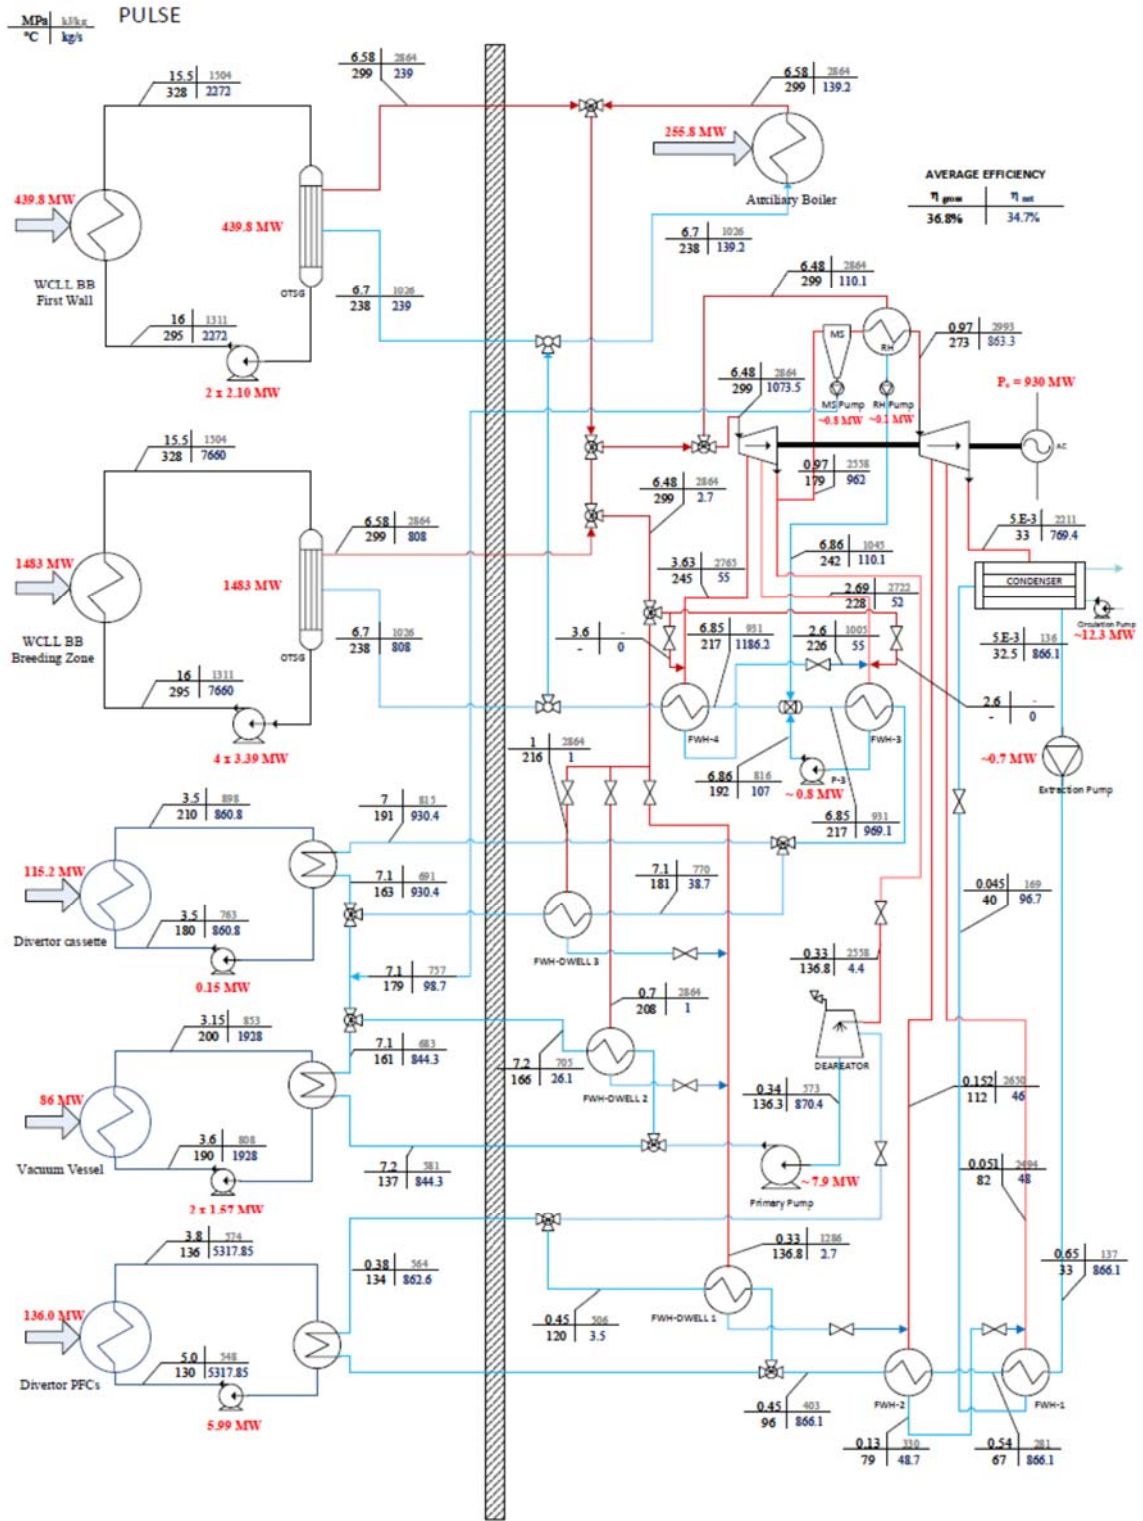 PULSE
MPa kJ/kg
°C kg/s
15.5 1504
328 2272
439.8 MW
WCLL BB
First Wall
439.8 MW
OTSG
16 1311
295 2272
2 x 2.10 MW
6.58 2864
299 239
6.7 1026
238 239
6.58 2864
299 139.2
255.8 MW
Auxiliary Boiler
6.7 1026
238 139.2
AVERAGE EFFICIENCY
η gross η net
36.8% 34.7%
6.48 2864
299 110.1
MS
RH
0.97 2993
273 863.3
6.48 2864
299 1073.5
MS Pump RH Pump
~0.8 MW ~0.1 MW
Pe = 930 MW
AC
15.5 1504
328 7660
1483 MW
WCLL BB
Breeding Zone
1483 MW
OTSG
16 1311
295 7660
4 x 3.39 MW
6.58 2864
299 808
6.7 1026
238 808
6.48 2864
299 2.7
0.97 2558
179 962
5.E-3 2211
33 769.4
CONDENSER
Circulation Pump
~12.3 MW
3.63 2765
245 55
6.86 1045
242 110.1
2.69 2722
228 52
3.6 -
- 0
6.85 931
217 1186.2
2.6 1005
226 55
5.E-3 136
32.5 866.1
2.6 -
- 0
FWH-4
FWH-3
~0.7 MW
Extraction Pump
1 2864
216 1
6.86 816
192 107
P-3
~ 0.8 MW
6.85 931
217 969.1
3.5 898
210 860.8
115.2 MW
Divertor cassette
3.5 763
180 860.8
0.15 MW
7 815
191 930.4
7.1 691
163 930.4
7.1 770
181 38.7
FWH-DWELL 3
0.045 169
40 96.7
7.1 757
179 98.7
0.33 2558
136.8 4.4
0.7 2864
208 1
DEAREATOR
3.15 853
200 1928
86 MW
Vacuum Vessel
3.6 808
190 1928
2 x 1.57 MW
7.1 683
161 844.3
7.2 705
166 26.1
FWH-DWELL 2
0.34 573
136.3 870.4
0.152 2650
112 46
7.2 581
137 844.3
~ 7.9 MW
Primary Pump
0.051 2494
82 48
3.8 574
136 5317.85
136.0 MW
Divertor PFCs
5.0 548
130 5317.85
5.99 MW
0.38 564
134 862.6
0.33 1286
136.8 2.7
0.65 137
33 866.1
0.45 506
120 3.5
FWH-DWELL 1
0.45 403
96 866.1
FWH-2
FWH-1
0.13 330
79 48.7
0.54 281
67 866.1